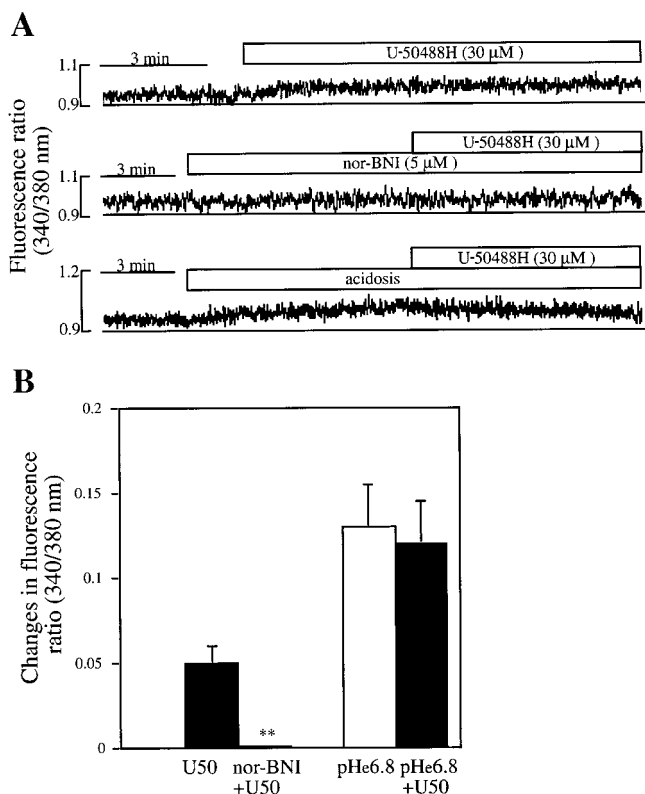 A
Fluorescence ratio
(340/380 nm)
3 min
U-50488H (30 µM )
1.1
0.9
3 min
U-50488H (30 µM )
nor-BNI (5 µM )
1.1
0.9
3 min
U-50488H (30 µM )
acidosis
1.2
0.9
B
Changes in fluorescence
ratio (340/380 nm)
0.2
0.15
0.1
0.05
0
**
U50
nor-BNI
+U50
pHe6.8
pHe6.8
+U50